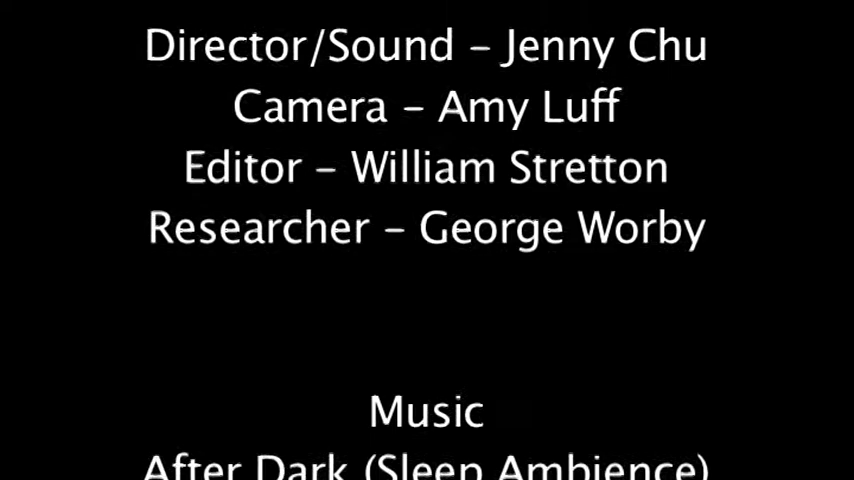 Director/Sound – Jenny Chu
Camera – Amy Luff
Editor – William Stretton
Researcher – George Worby
Music
After Dark (Sleep Ambience)